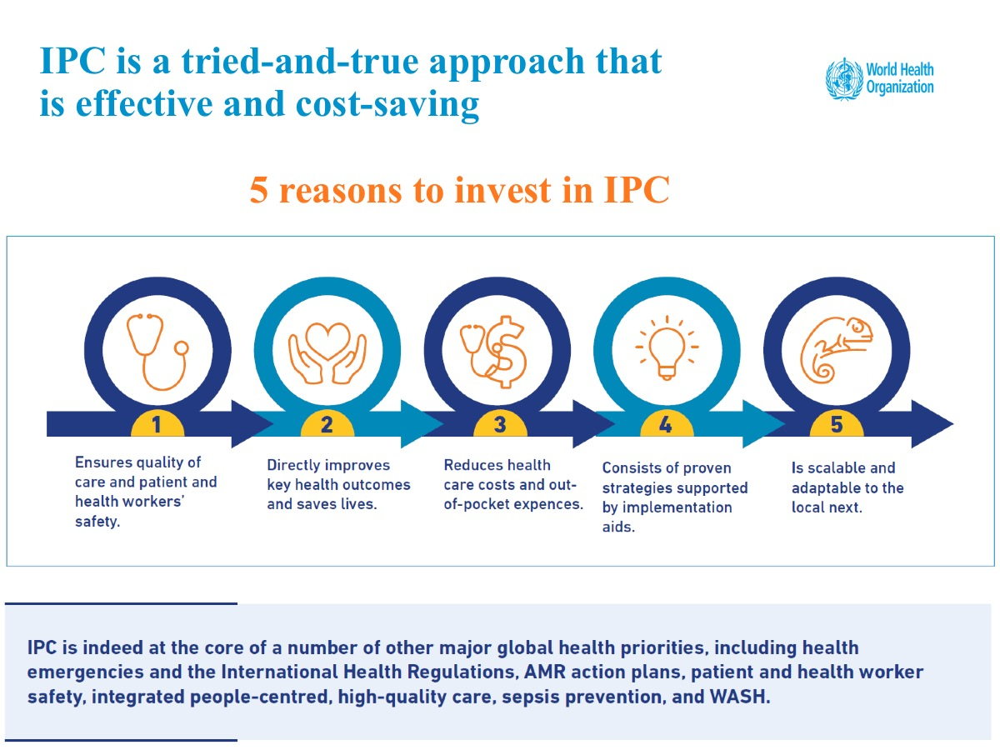 IPC is a tried-and-true approach that
is effective and cost-saving
World Health
Organization
5 reasons to invest in IPC
1
Ensures quality of
care and patient and
health workers’
safety.
2
Directly improves
key health outcomes
and saves lives.
3
Reduces health
care costs and out-
of-pocket expences.
4
Consists of proven
strategies supported
by implementation
aids.
5
Is scalable and
adaptable to the
local next.
IPC is indeed at the core of a number of other major global health priorities, including health
emergencies and the International Health Regulations, AMR action plans, patient and health worker
safety, integrated people-centred, high-quality care, sepsis prevention, and WASH.